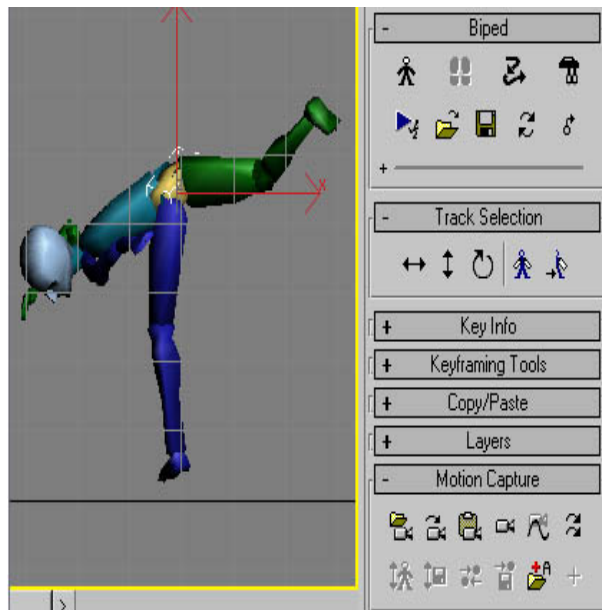 Biped
Track Selection
Key Info
Keyframing Tools
Copy/Paste
Layers
Motion Capture
x